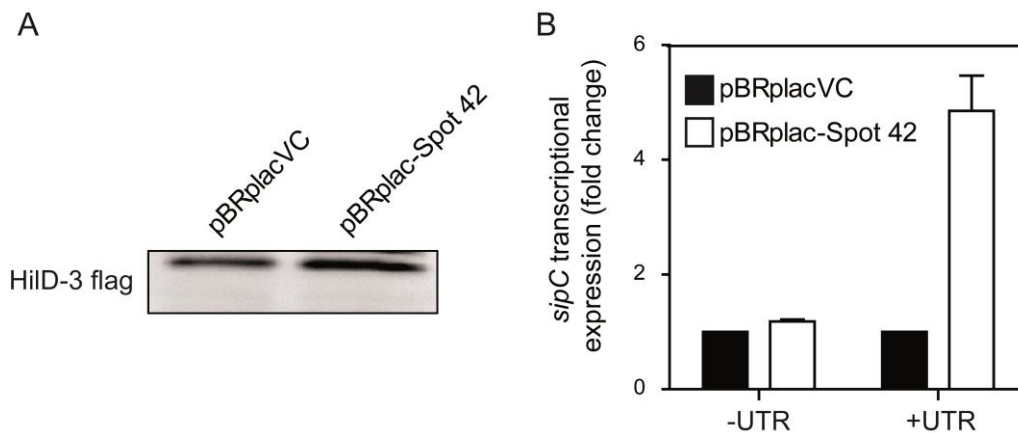 A
pBRplacVC
pBRplac-Spot 42
HilD-3 flag
B
sipC transcriptional
expression (fold change)
6
4
2
0
pBRplacVC
pBRplac-Spot 42
-UTR
+UTR